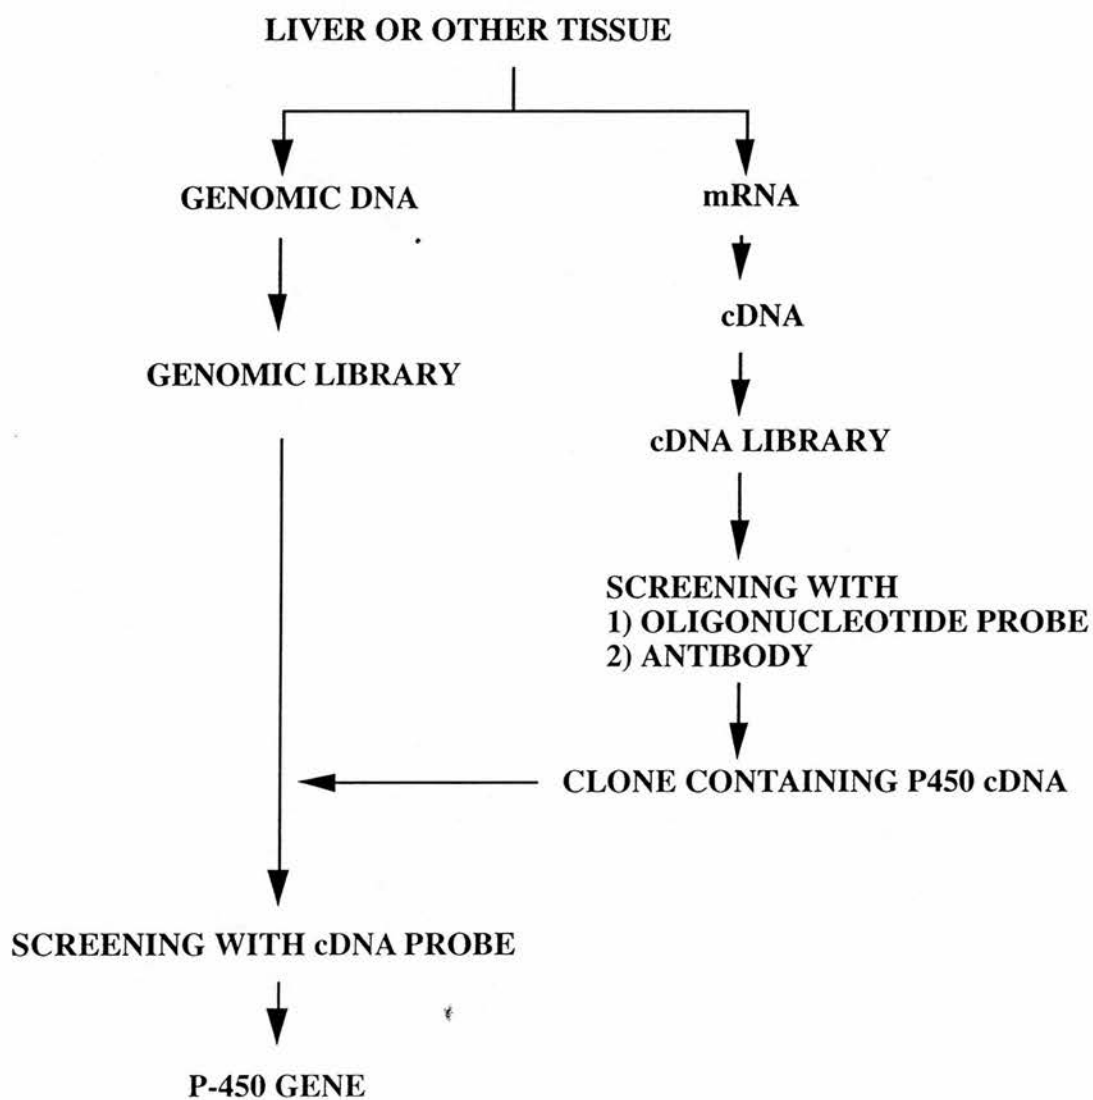 LIVER OR OTHER TISSUE
GENOMIC DNA
mRNA
cDNA
GENOMIC LIBRARY
cDNA LIBRARY
SCREENING WITH
1) OLIGONUCLEOTIDE PROBE
2) ANTIBODY
CLONE CONTAINING P450 cDNA
SCREENING WITH cDNA PROBE
P-450 GENE